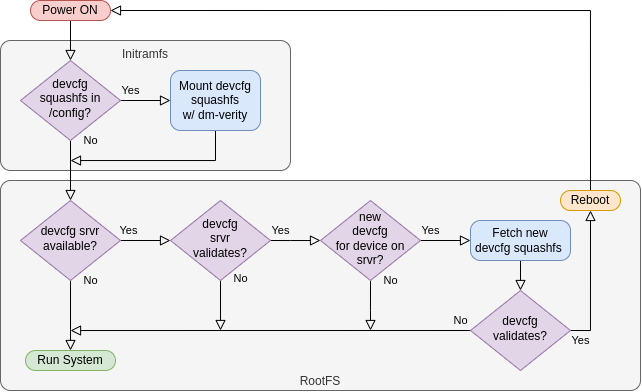 Power ON
Initramfs
devcfg
squashfs in
/config?
Yes
Mount devcfg
squashfs
w/ dm-verity
No
Reboot
devcfg srvr
available?
Yes
devcfg
srvr
validates?
Yes
new
devcfg
for device on
srvr?
Yes
Fetch new
devcfg squashfs
No
No
No
No
devcfg
validates?
Yes
Run System
RootFS